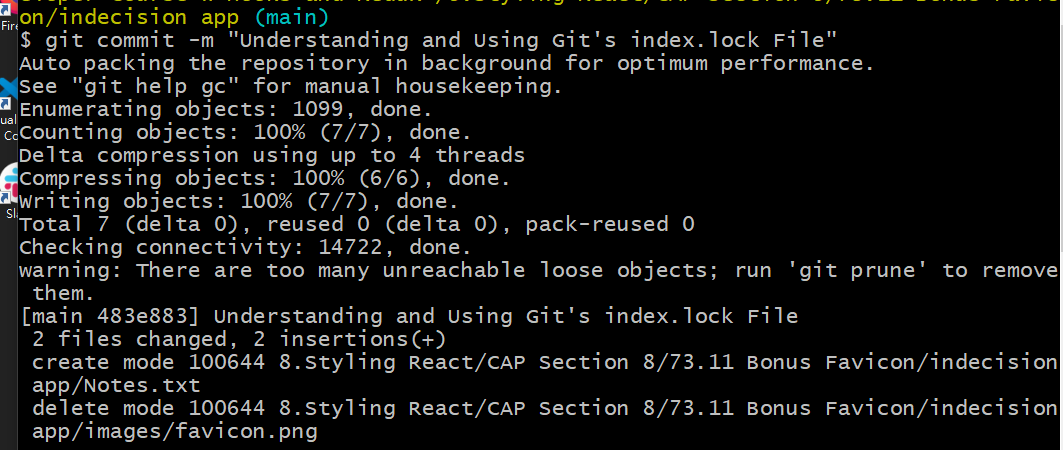 on/indecision app (main)
$ git commit -m "Understanding and Using Git's index.lock File"
Auto packing the repository in background for optimum performance.
See "git help gc" for manual housekeeping.
Enumerating objects: 1099, done.
Counting objects: 100% (7/7), done.
Delta compression using up to 4 threads
Compressing objects: 100% (6/6), done.
Writing objects: 100% (7/7), done.
Total 7 (delta 0), reused 0 (delta 0), pack-reused 0
Checking connectivity: 14722, done.
warning: There are too many unreachable loose objects; run 'git prune' to remove
them.
[main 483e883] Understanding and Using Git's index.lock File
2 files changed, 2 insertions(+)
create mode 100644 8.Styling React/CAP Section 8/73.11 Bonus Favicon/indecision
app/Notes.txt
delete mode 100644 8.Styling React/CAP Section 8/73.11 Bonus Favicon/indecision
app/images/favicon.png
Fire
ual
Co
Sl